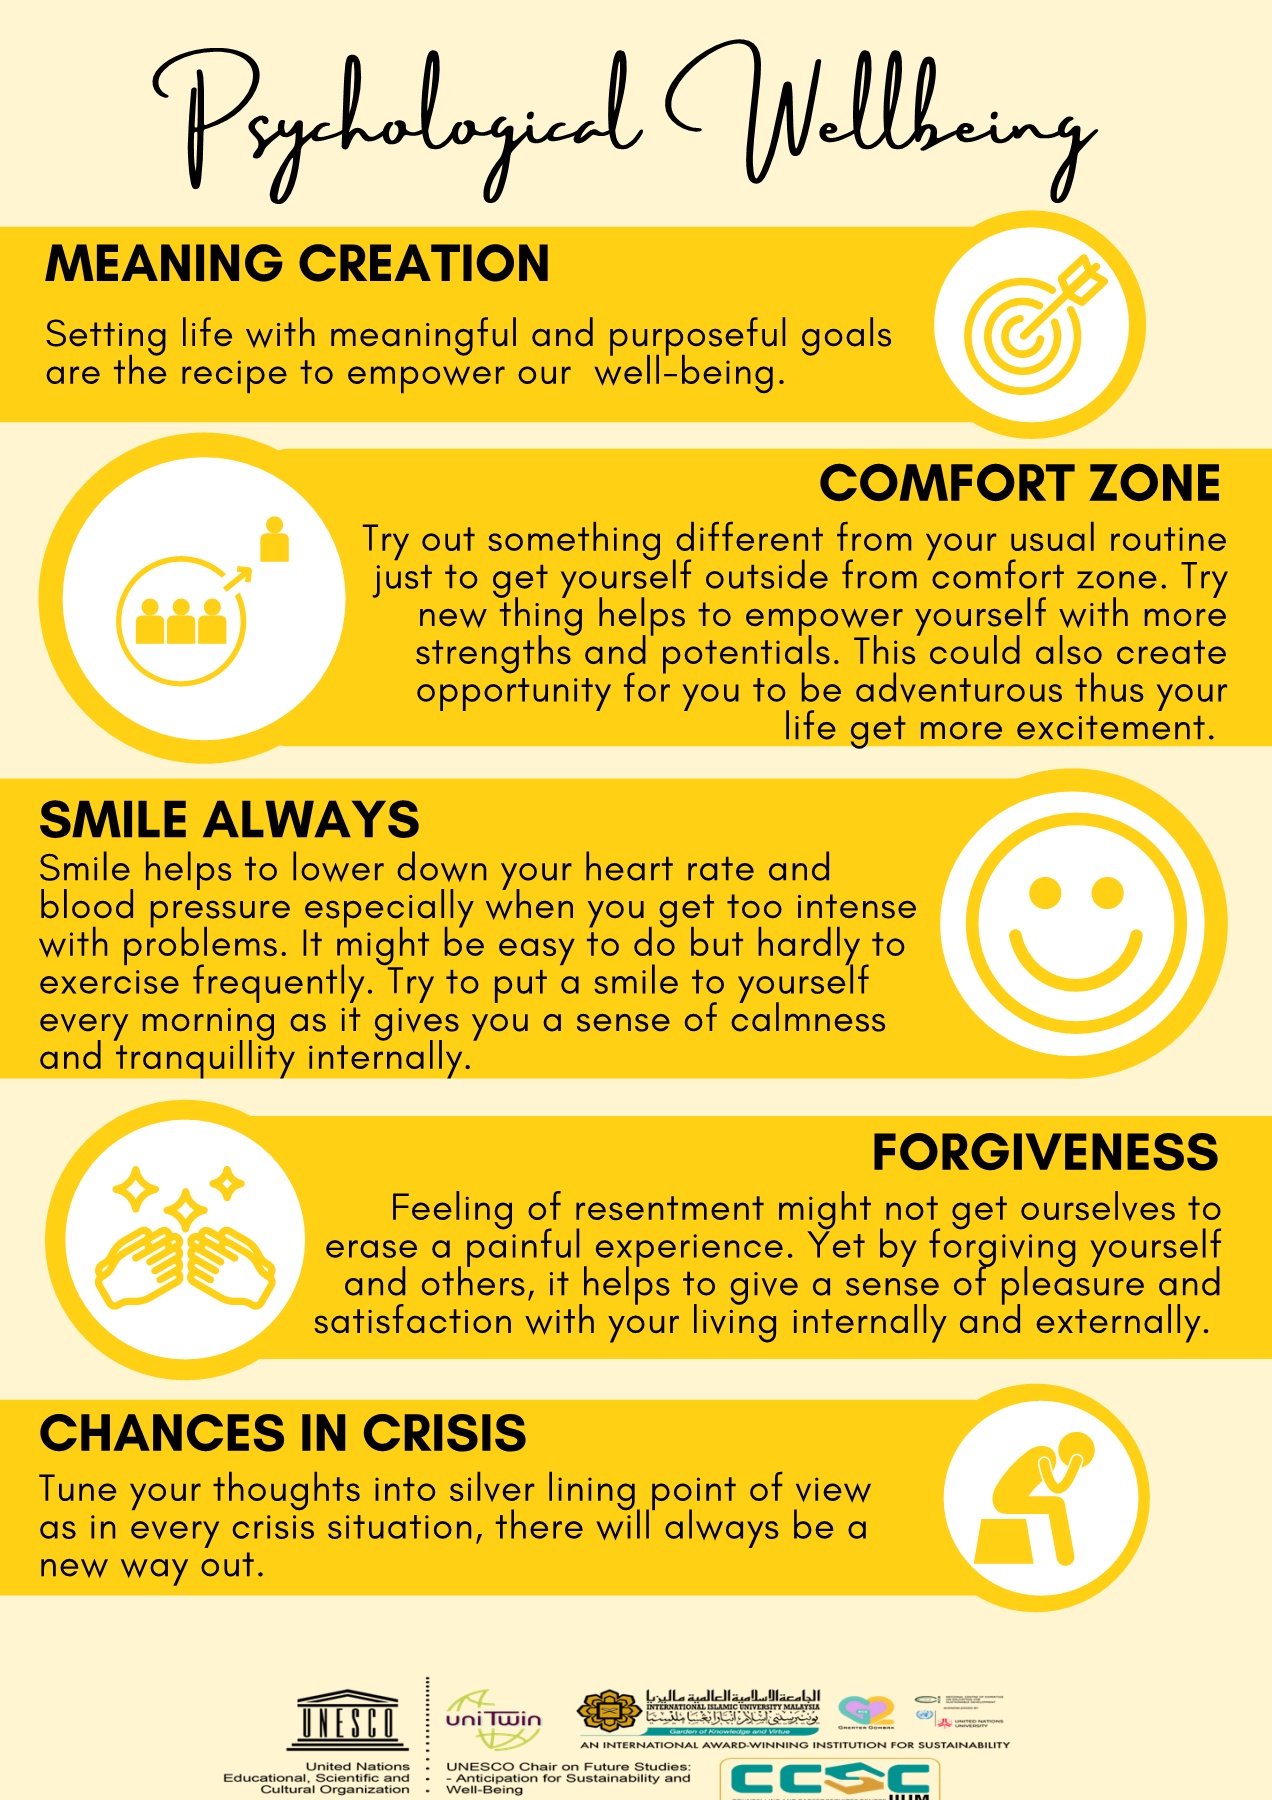 Psychological Wellbeing
MEANING CREATION
Setting life with meaningful and purposeful goals
are the recipe to empower our well-being.
COMFORT ZONE
Try out something different from your usual routine
just to get yourself outside from comfort zone. Try
new thing helps to empower yourself with more
strengths and potentials. This could also create
opportunity for you to be adventurous thus your
life get more excitement.
SMILE ALWAYS
Smile helps to lower down your heart rate and
blood pressure especially when you get too intense
with problems. It might be easy to do but hardly to
exercise frequently. Try to put a smile to yourself
every morning as it gives you a sense of calmness
and tranquillity internally.
FORGIVENESS
Feeling of resentment might not get ourselves to
erase a painful experience. Yet by forgiving yourself
and others, it helps to give a sense of pleasure and
satisfaction with your living internally and externally.
CHANCES IN CRISIS
Tune your thoughts into silver lining point of view
as in every crisis situation, there will always be a
new way out.
UNESCO
United Nations
Educational, Scientific and
Cultural Organization
uniTwin
UNESCO Chair on Future Studies:
- Anticipation for Sustainability and
Well-Being
الجامعة الإسلامية العالمية ماليزيا
INTERNATIONAL ISLAMIC UNIVERSITY MALAYSIA
Garden of Knowledge and Virtue
GREATER GOMBAK
UNITED NATIONS
UNIVERSITY
AN INTERNATIONAL AWARD-WINNING INSTITUTION FOR SUSTAINABILITY
CCSC
IIUM